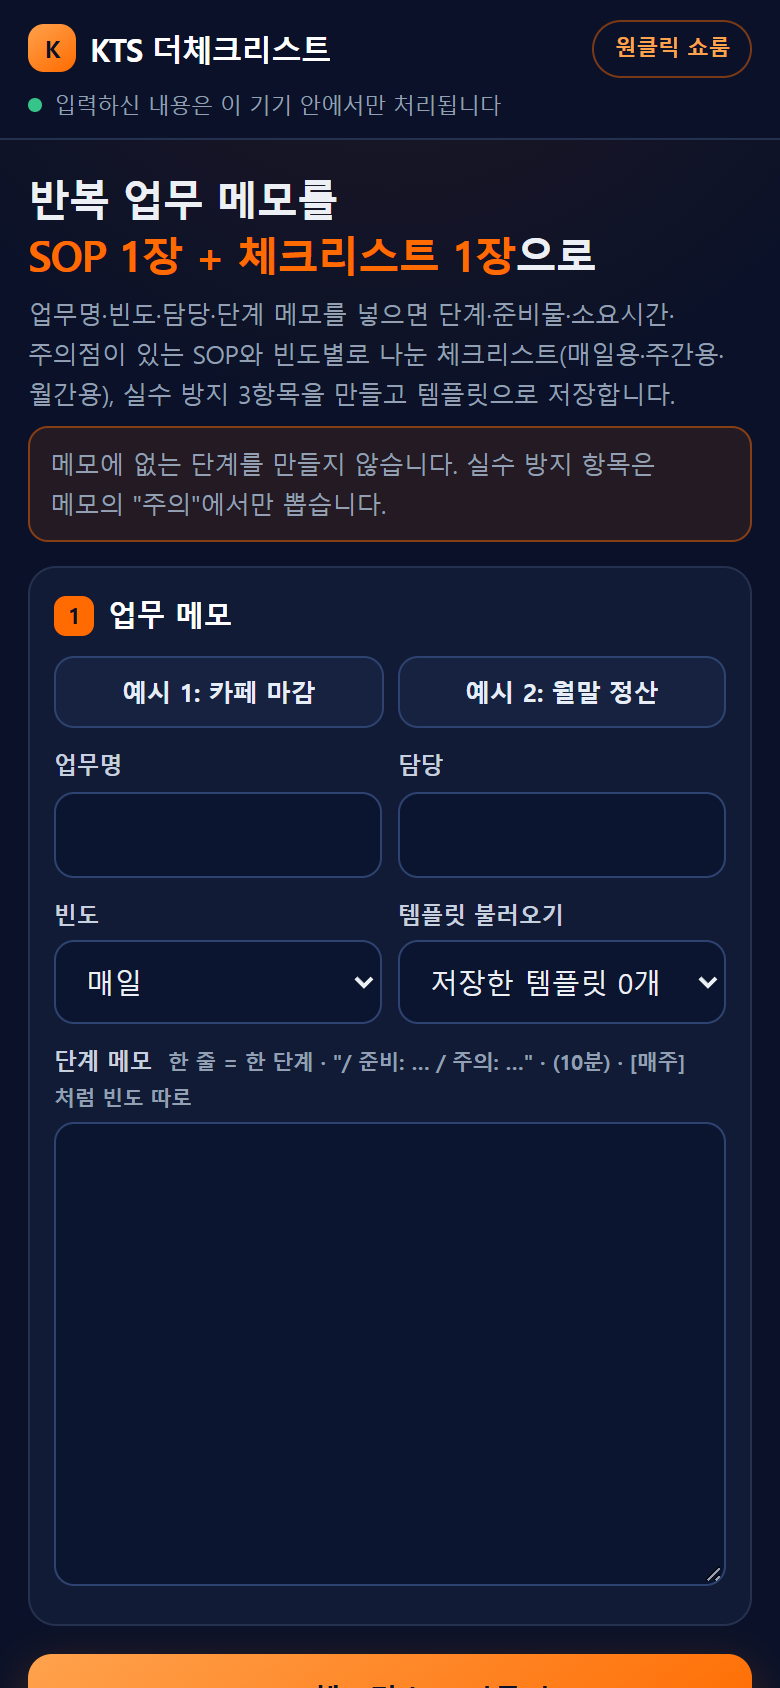 K KTS 더체크리스트 원클릭 쇼룸
입력하신 내용은 이 기기 안에서만 처리됩니다
반복 업무 메모를
SOP 1장 + 체크리스트 1장으로
업무명·빈도·담당·단계 메모를 넣으면 단계·준비물·소요시간·
주의점이 있는 SOP와 빈도별로 나눈 체크리스트(매일용·주간용·
월간용), 실수 방지 3항목을 만들고 템플릿으로 저장합니다.
메모에 없는 단계를 만들지 않습니다. 실수 방지 항목은
메모의 "주의"에서만 뽑습니다.
1 업무 메모
예시 1: 카페 마감 예시 2: 월말 정산
업무명 담당
빈도 템플릿 불러오기
매일 저장한 템플릿 0개
단계 메모 한 줄 = 한 단계 · "/ 준비: ... / 주의: ..." · (10분) · [매주]
처럼 빈도 따로